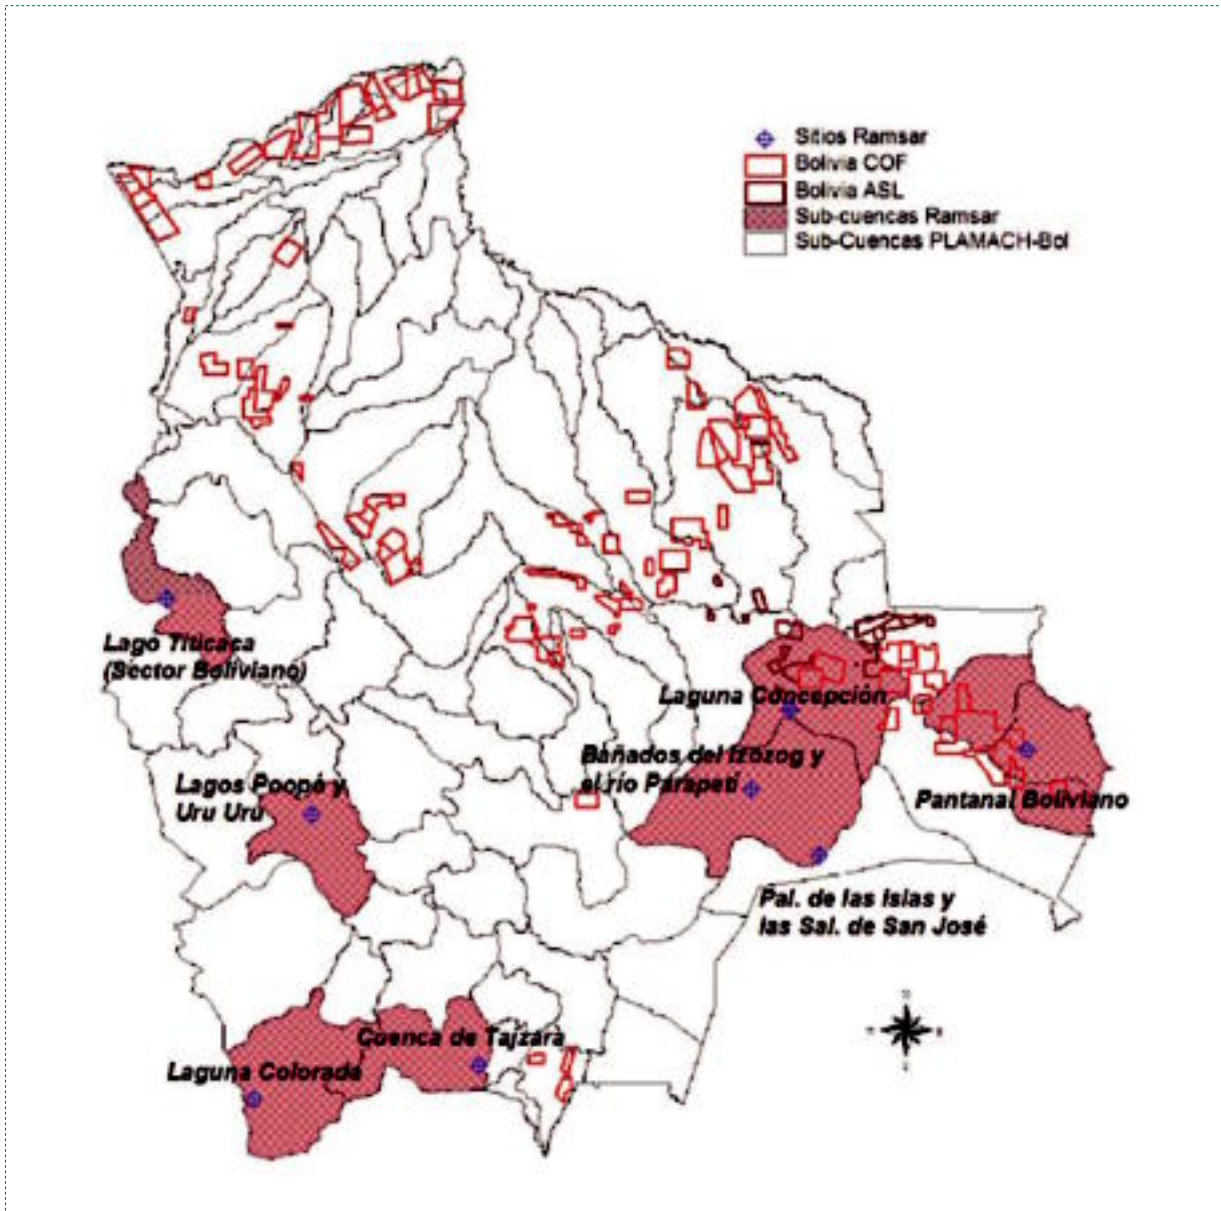 Sitios Ramsar
Bolivia COF
Bolivia ASL
Sub-cuencas Ramsar
Sub-Cuencas PLAMACH-Bol
Lago Titicaca
(Sector Boliviano)
Laguna Concepción
Bañados del Izozog y
el río Parapetí
Lagos Poopó y
Uru Uru
Pantanal Boliviano
Pal. de las Islas y
las Sal. de San José
Cuenca de Tajzara
Laguna Colorada